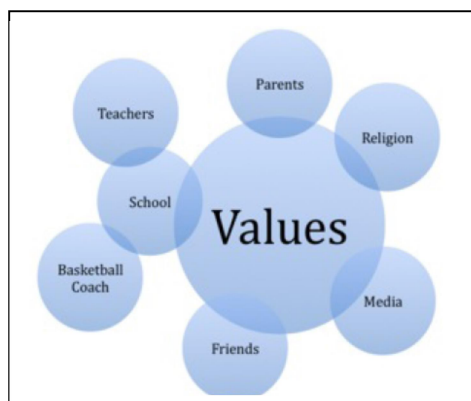 Parents
Teachers
Religion
School
Values
Basketball
Coach
Media
Friends